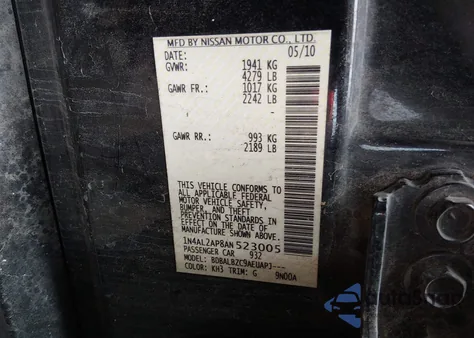 MFD BY NISSAN MOTOR CO., LTD.
DATE: 05/10
GVWR: 1941 KG
4279 LB
GAWR FR.: 1017 KG
2242 LB
-
GAWR RR.: 993 KG
2189 LB
THIS VEHICLE CONFORMS TO
ALL APPLICABLE FEDERAL
MOTOR VEHICLE SAFETY,
BUMPER, AND THEFT
PREVENTION STANDARDS IN
EFFECT ON THE DATE OF
MANUFACTURE SHOWN ABOVE.
1N4AL2AP8AN523005
PASSENGER CAR 932
MODEL: BDBALBZC9AEUAPJ---
COLOR: KH3 TRIM: G 9N00A